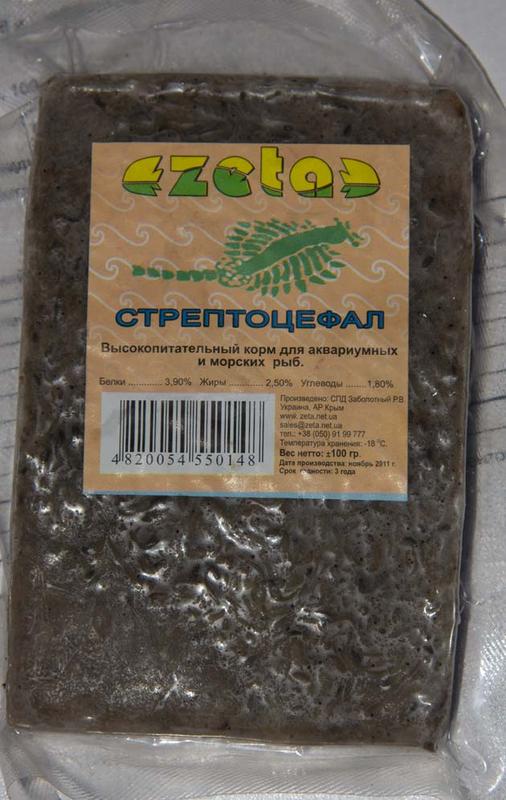 zeta
СТРЕПТОЦЕФАЛ
Высокопитательный корм для аквариумных
и морских рыб.
Белки ............ 3,90% Жиры ........... 2,50% Углеводы .......1,80%
Произведено: СПД Заболотный Р.В.
Украина, АР.Крым
www. zeta.net.ua
sales@zeta.net.ua
тел.: +38 (050) 91 99 777
Температура хранения: -18 °С.
Вес нетто: ±100 гр.
Дата производства: ноябрь 2011 г.
Срок годности: 3 года
4 820054 550148